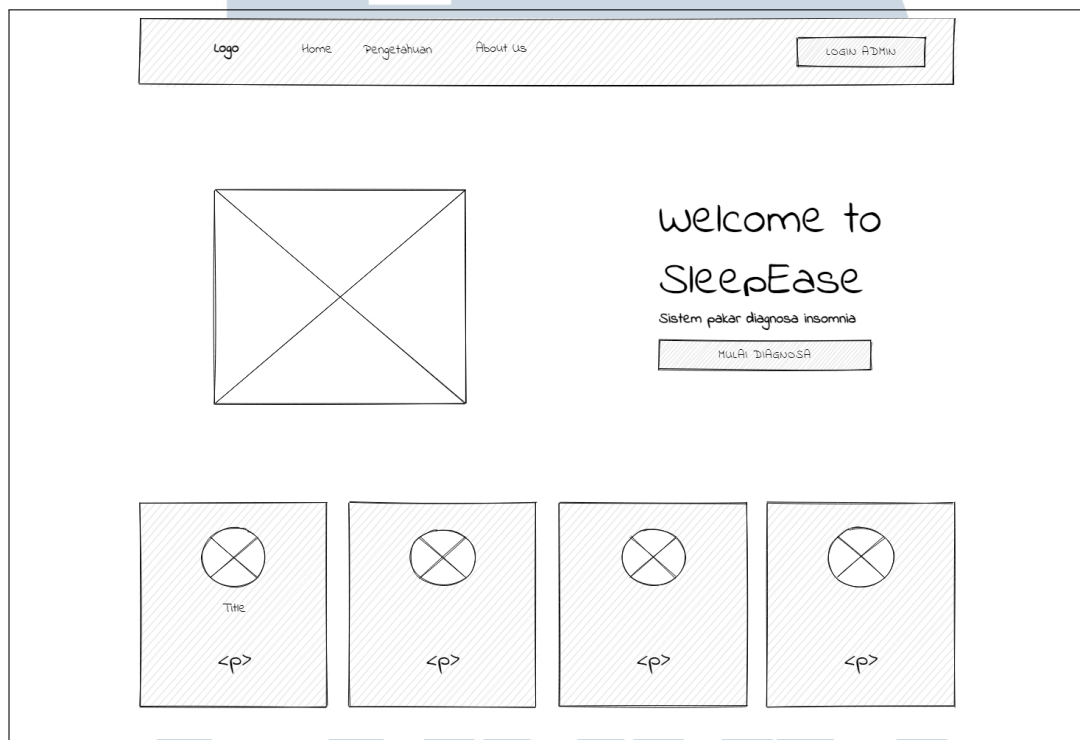 Logo Home Pengetahuan About Us LOGIN ADMIN
Welcome to
SleepEase
Sistem pakar diagnosa insomnia
MULAI DIAGNOSA
Title
<p> <p> <p> <p>